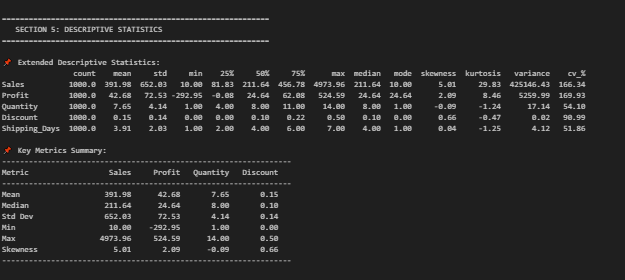 ============================================================
SECTION 5: DESCRIPTIVE STATISTICS
============================================================
📌 Extended Descriptive Statistics:
count mean std min 25% 50% 75% max median mode skewness kurtosis variance cv_%
Sales 1000.0 391.98 652.03 10.00 81.83 211.64 456.78 4973.96 211.64 10.00 5.01 29.83 425146.43 166.34
Profit 1000.0 42.68 72.53 -292.95 -0.08 24.64 62.08 524.59 24.64 24.64 2.09 8.46 5259.99 169.93
Quantity 1000.0 7.65 4.14 1.00 4.00 8.00 11.00 14.00 8.00 1.00 -0.09 -1.24 17.14 54.10
Discount 1000.0 0.15 0.14 0.00 0.00 0.10 0.22 0.50 0.10 0.00 0.66 -0.47 0.02 90.99
Shipping_Days 1000.0 3.91 2.03 1.00 2.00 4.00 6.00 7.00 4.00 1.00 0.04 -1.25 4.12 51.86
📌 Key Metrics Summary:
-----------------------------------------------------------------
Metric Sales Profit Quantity Discount
-----------------------------------------------------------------
Mean 391.98 42.68 7.65 0.15
Median 211.64 24.64 8.00 0.10
Std Dev 652.03 72.53 4.14 0.14
Min 10.00 -292.95 1.00 0.00
Max 4973.96 524.59 14.00 0.50
Skewness 5.01 2.09 -0.09 0.66
-----------------------------------------------------------------